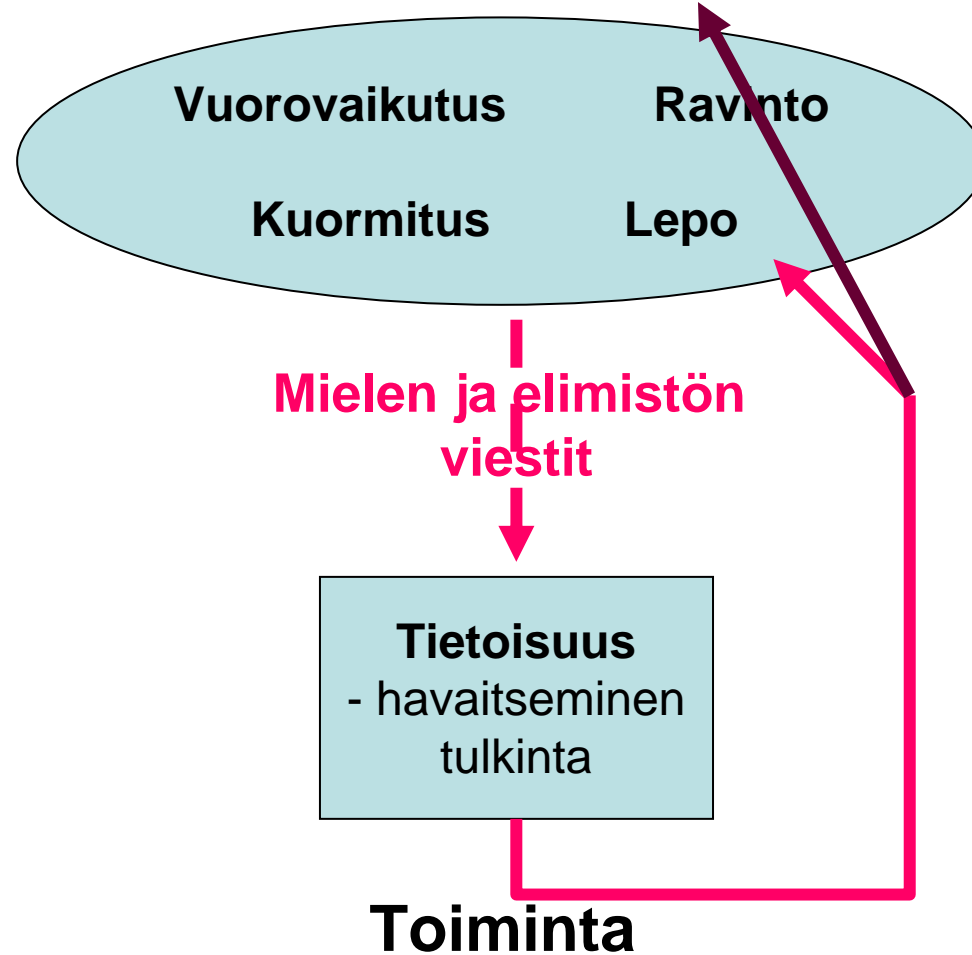 Vuorovaikutus Ravinto
Kuormitus Lepo
Mielen ja elimistön
viestit
Tietoisuus
- havaitseminen
tulkinta
Toiminta